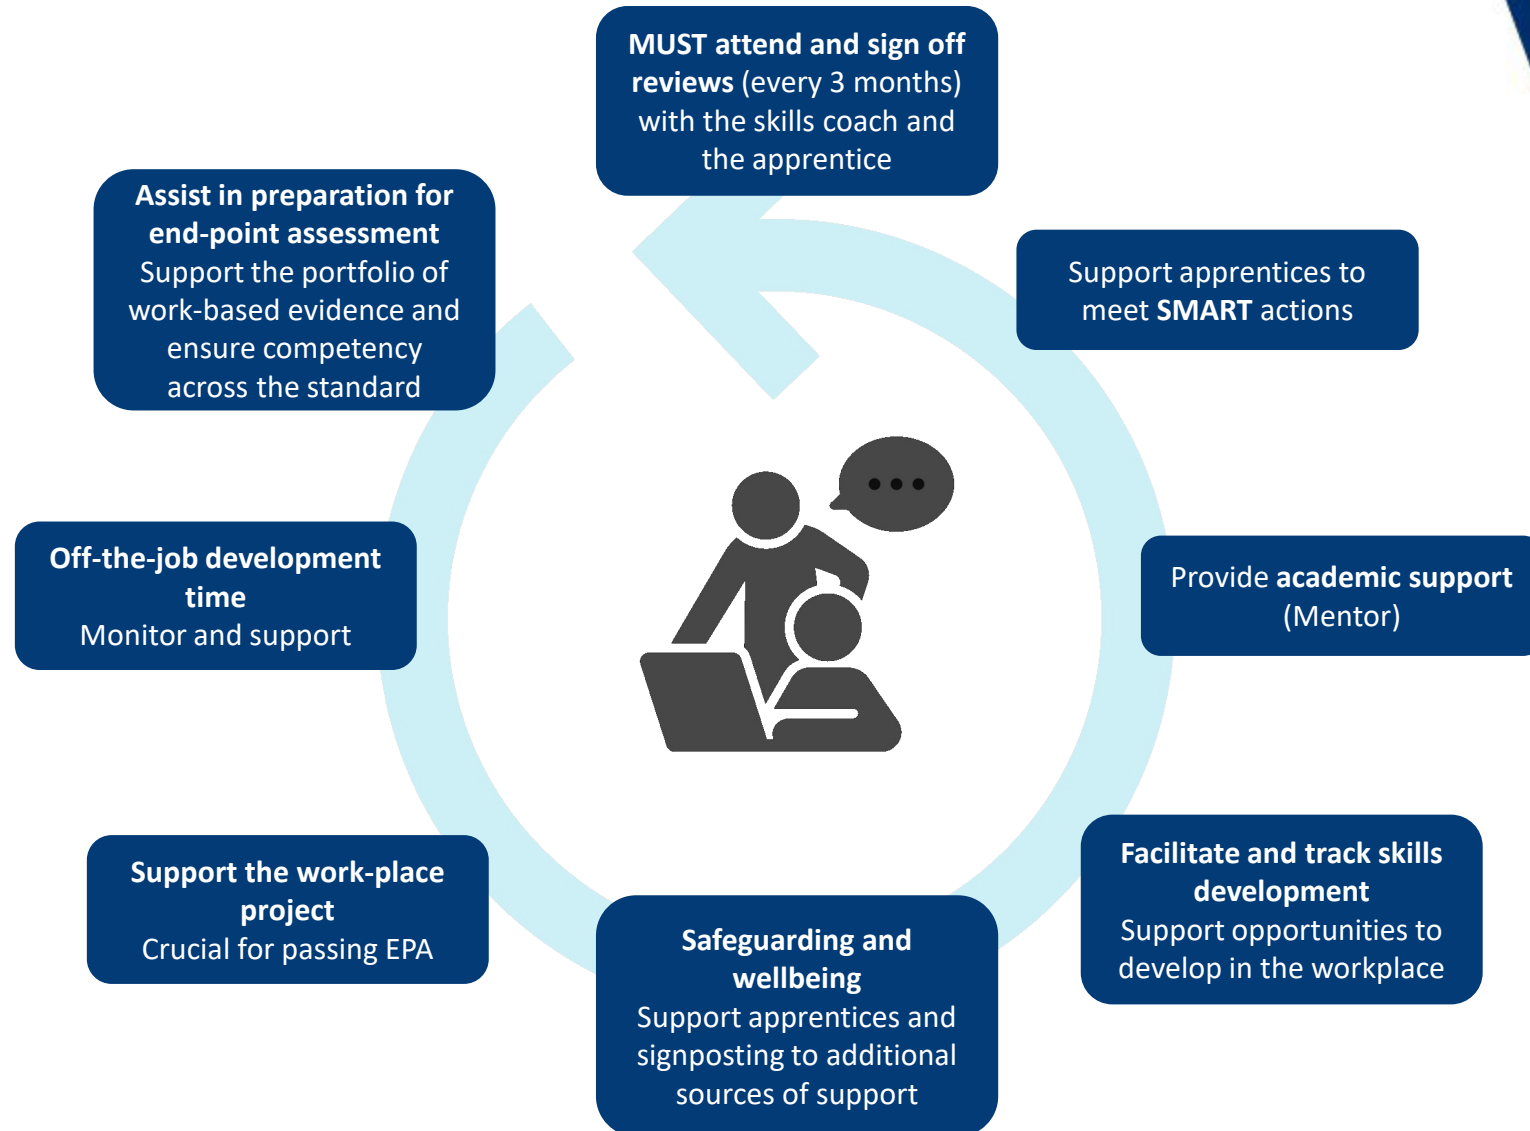 MUST attend and sign off
reviews (every 3 months)
with the skills coach and
the apprentice
Support apprentices to
meet SMART actions
Provide academic support
(Mentor)
Facilitate and track skills
development
Support opportunities to
develop in the workplace
Safeguarding and
wellbeing
Support apprentices and
signposting to additional
sources of support
Support the work-place
project
Crucial for passing EPA
Off-the-job development
time
Monitor and support
Assist in preparation for
end-point assessment
Support the portfolio of
work-based evidence and
ensure competency
across the standard